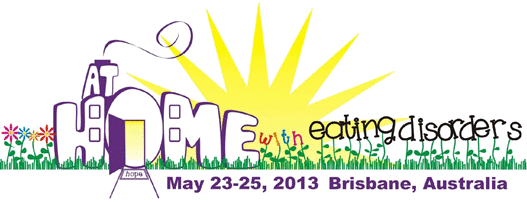 AT
HOME with eating disorders
hope
May 23-25, 2013 Brisbane, Australia